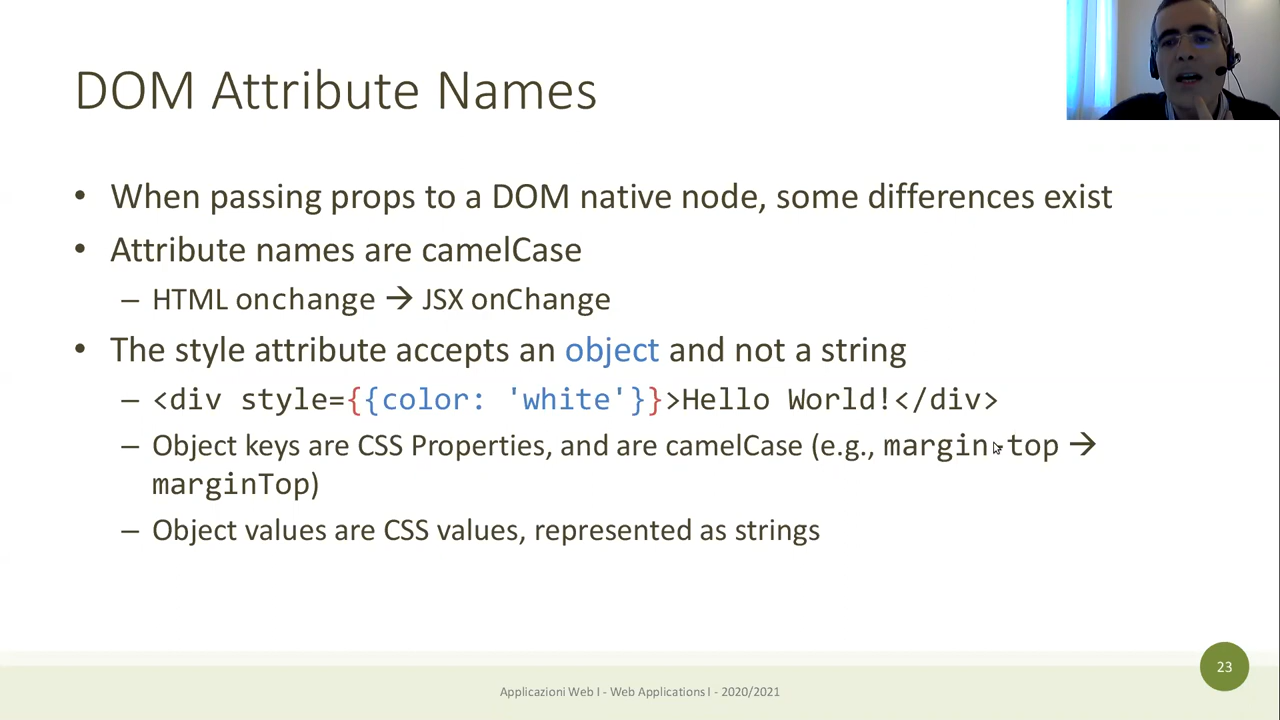 DOM Attribute Names
• When passing props to a DOM native node, some differences exist
• Attribute names are camelCase
– HTML onchange → JSX onChange
• The style attribute accepts an object and not a string
– <div style={{color: 'white'}}>Hello World!</div>
– Object keys are CSS Properties, and are camelCase (e.g., margin-top →
marginTop)
– Object values are CSS values, represented as strings
23
Applicazioni Web I - Web Applications I - 2020/2021